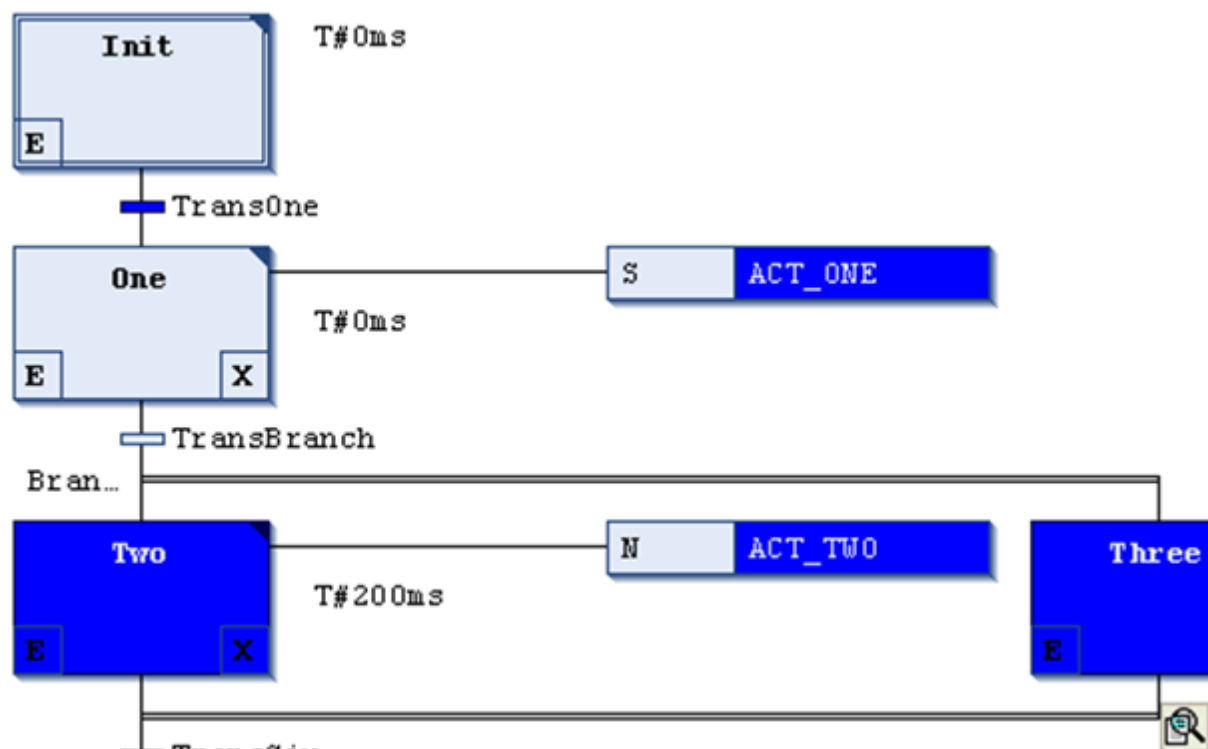 Init
T#0ms
E
TransOne
One
S
ACT_ONE
T#0ms
E
X
TransBranch
Bran…
Two
N
ACT_TWO
Three
T#200ms
E
X
E